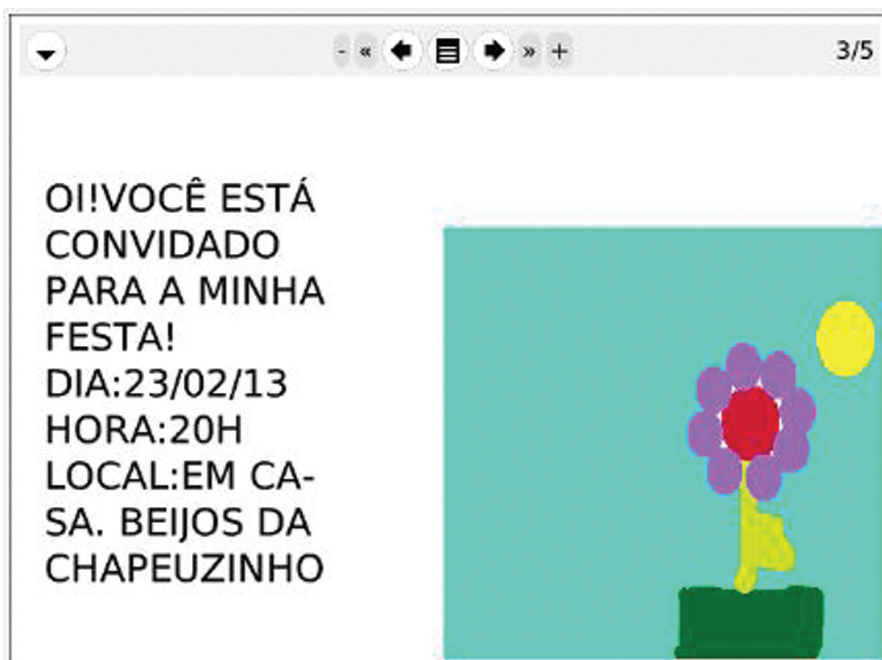 - « » + 3/5
OI!VOCÊ ESTÁ
CONVIDADO
PARA A MINHA
FESTA!
DIA:23/02/13
HORA:20H
LOCAL:EM CA-
SA. BEIJOS DA
CHAPEUZINHO